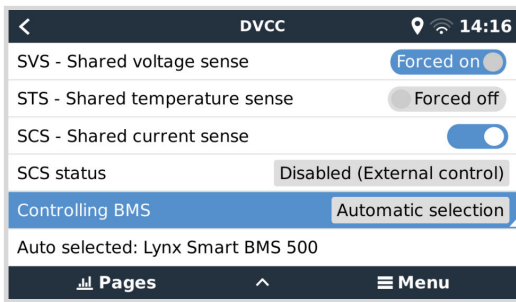 DVCC 14:16
SVS - Shared voltage sense Forced on
STS - Shared temperature sense Forced off
SCS - Shared current sense
SCS status Disabled (External control)
Controlling BMS Automatic selection
Auto selected: Lynx Smart BMS 500
Pages Menu